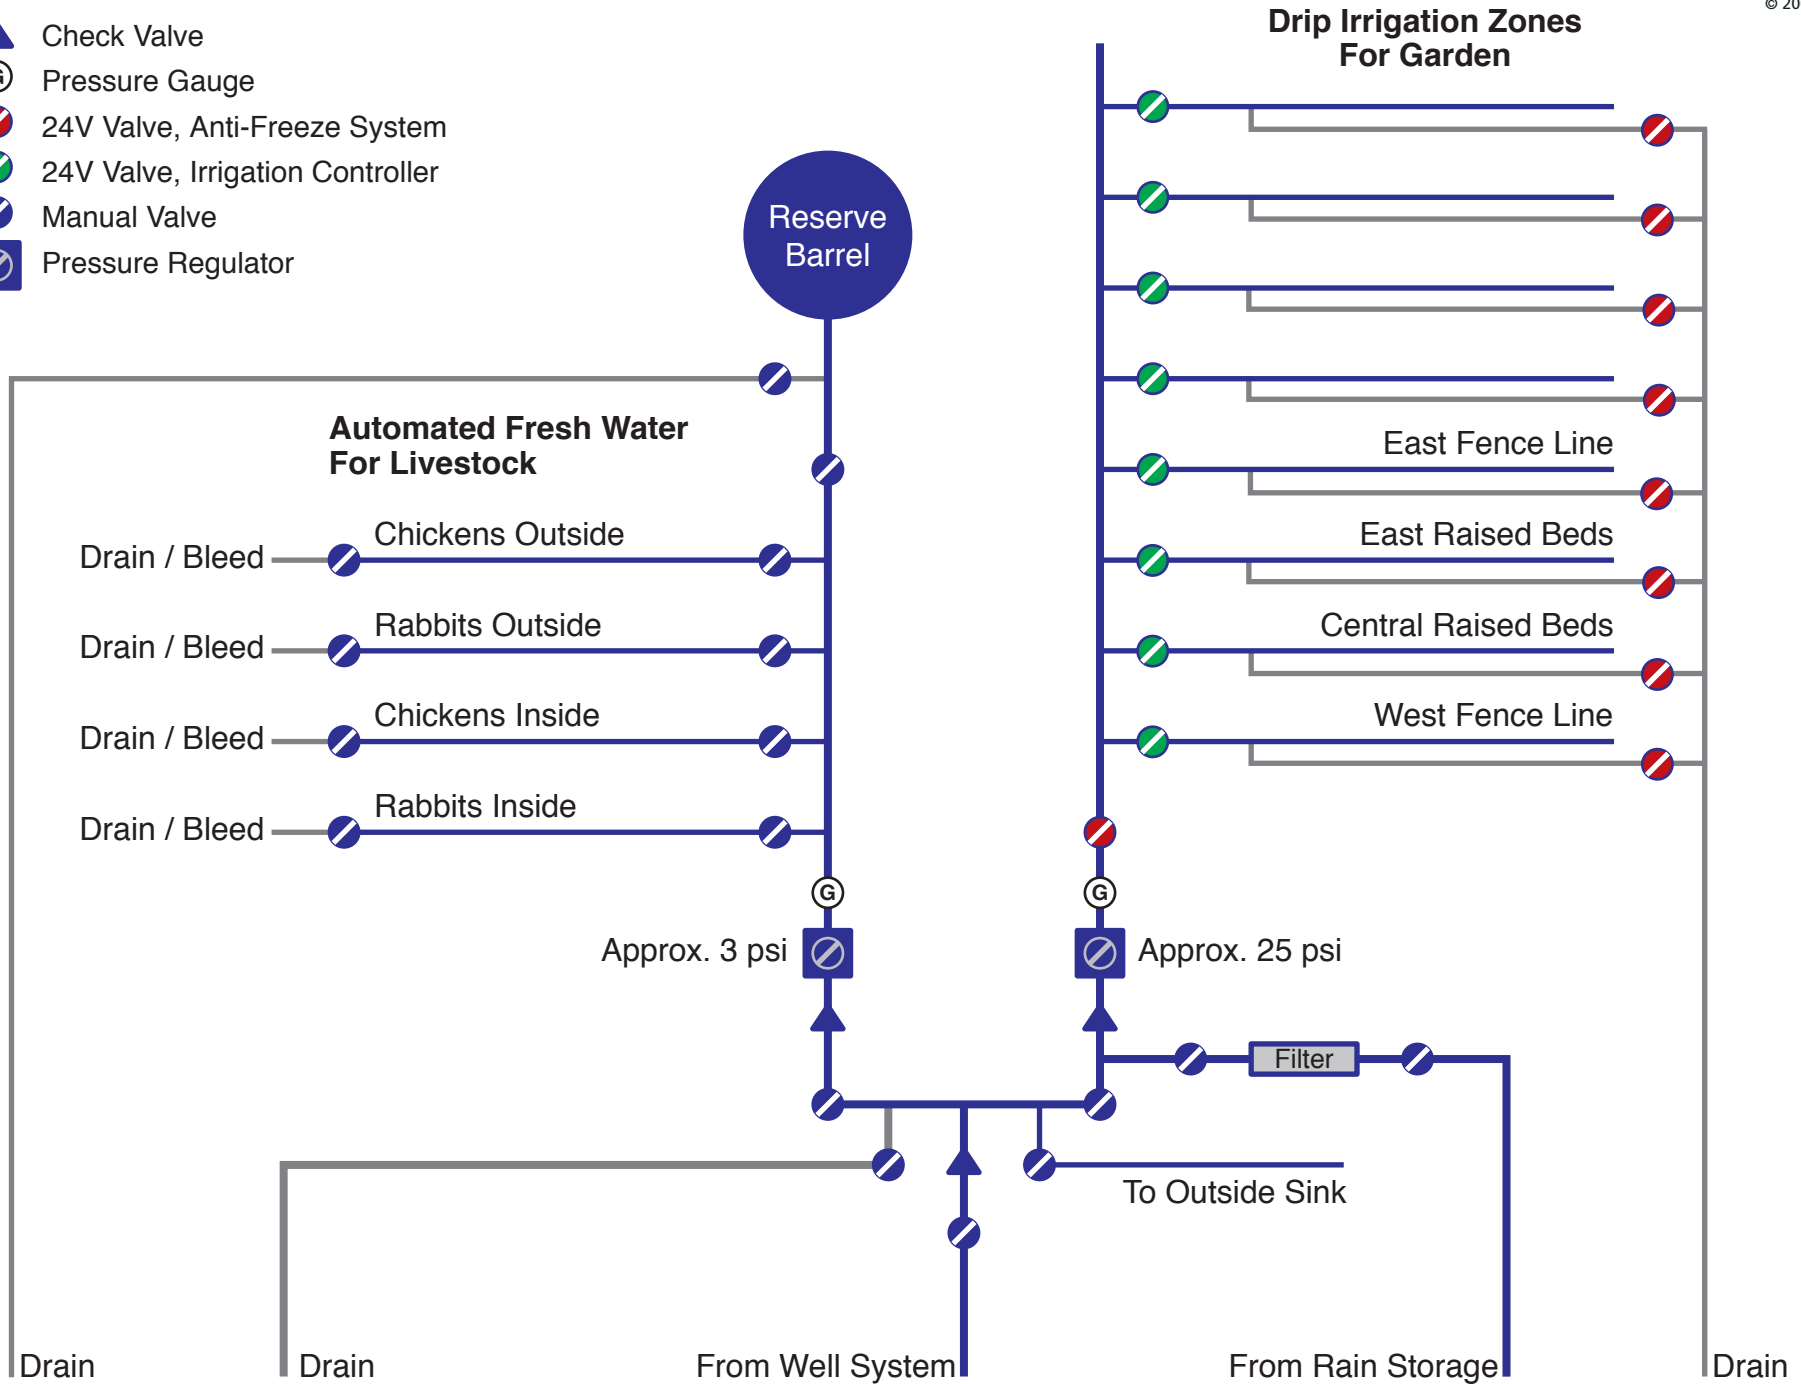 © 20
Check Valve
G
Pressure Gauge
24V Valve, Anti-Freeze System
24V Valve, Irrigation Controller
Manual Valve
Pressure Regulator
Drip Irrigation Zones
For Garden
Reserve
Barrel
Automated Fresh Water
For Livestock
East Fence Line
Drain / Bleed
Chickens Outside
East Raised Beds
Drain / Bleed
Rabbits Outside
Central Raised Beds
Drain / Bleed
Chickens Inside
West Fence Line
Drain / Bleed
Rabbits Inside
G
G
Approx. 3 psi
Approx. 25 psi
Filter
To Outside Sink
Drain
Drain
From Well System
From Rain Storage
Drain